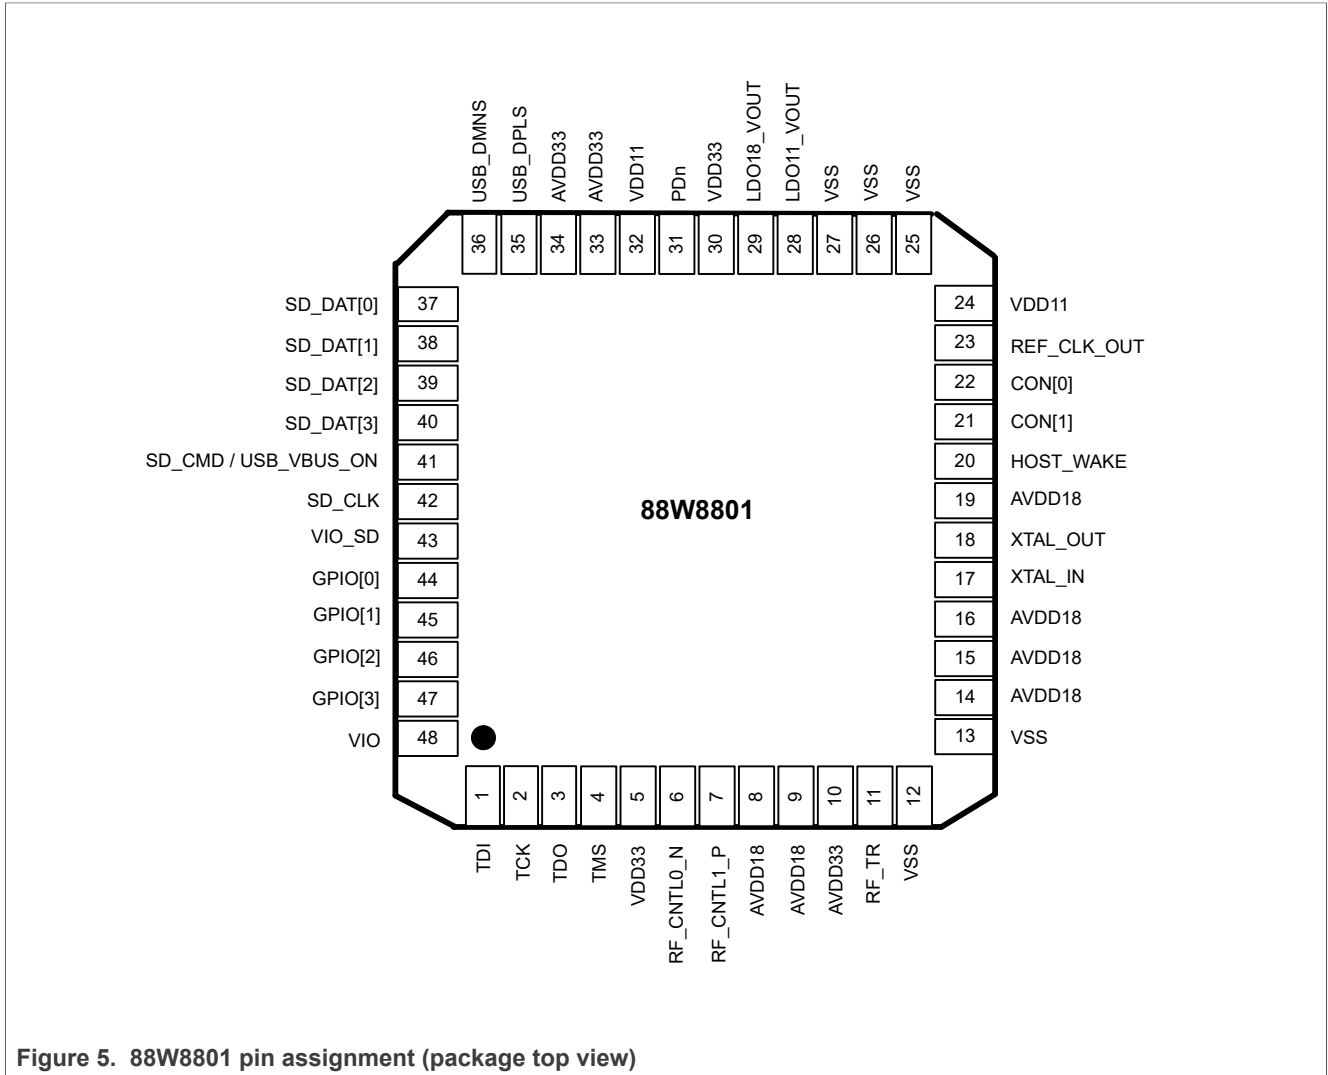 USB_DMNS
USB_DPLS
AVDD33
AVDD33
VDD11
PDn
VDD33
LDO18_VOUT
LDO11_VOUT
VSS
VSS
VSS
36 35 34 33 32 31 30 29 28 27 26 25
SD_DAT[0] 37
SD_DAT[1] 38
SD_DAT[2] 39
SD_DAT[3] 40
SD_CMD / USB_VBUS_ON 41
SD_CLK 42
VIO_SD 43
GPIO[0] 44
GPIO[1] 45
GPIO[2] 46
GPIO[3] 47
VIO 48
88W8801
24 VDD11
23 REF_CLK_OUT
22 CON[0]
21 CON[1]
20 HOST_WAKE
19 AVDD18
18 XTAL_OUT
17 XTAL_IN
16 AVDD18
15 AVDD18
14 AVDD18
13 VSS
1 2 3 4 5 6 7 8 9 10 11 12
TDI
TCK
TDO
TMS
VDD33
RF_CNTL0_N
RF_CNTL1_P
AVDD18
AVDD18
AVDD33
RF_TR
VSS
Figure 5. 88W8801 pin assignment (package top view)